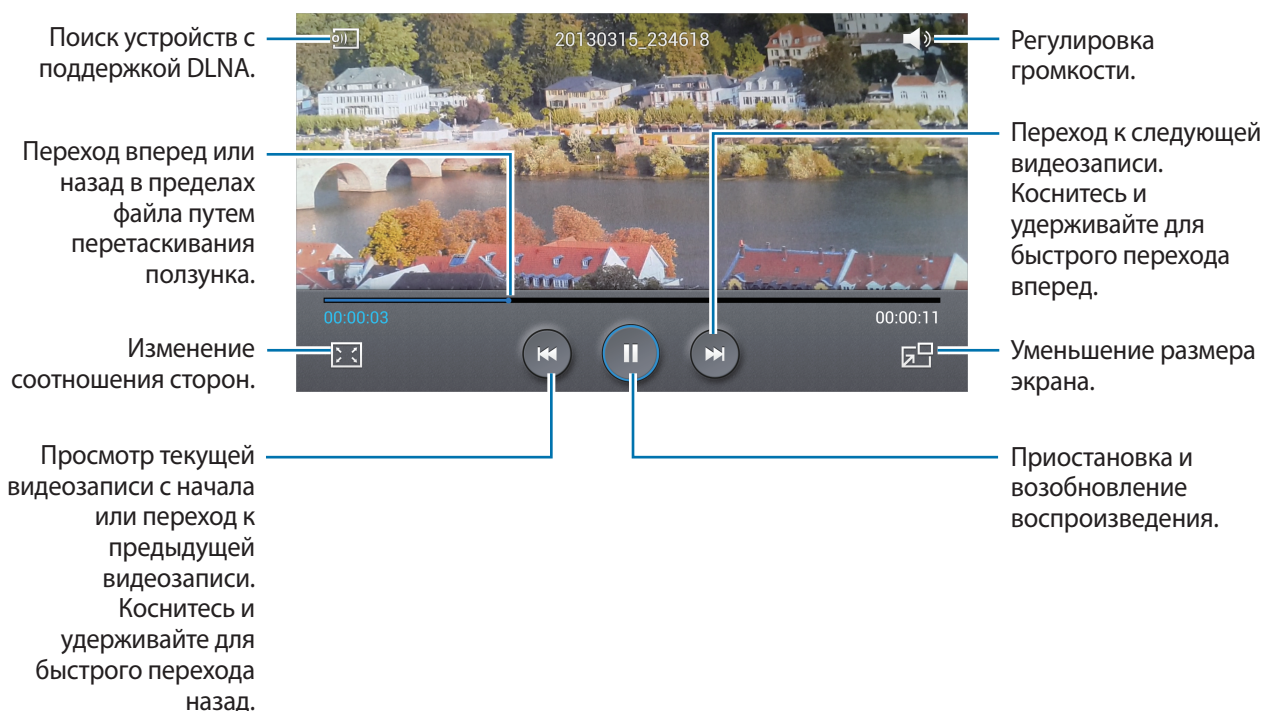 Поиск устройств с
поддержкой DLNA.
20130315_234618
Регулировка
громкости.
Переход вперед или
назад в пределах
файла путем
перетаскивания
ползунка.
Переход к следующей
видеозаписи.
Коснитесь и
удерживайте для
быстрого перехода
вперед.
00:00:03
00:00:11
Изменение
соотношения сторон.
Уменьшение размера
экрана.
Просмотр текущей
видеозаписи с начала
или переход к
предыдущей
видеозаписи.
Коснитесь и
удерживайте для
быстрого перехода
назад.
Приостановка и
возобновление
воспроизведения.